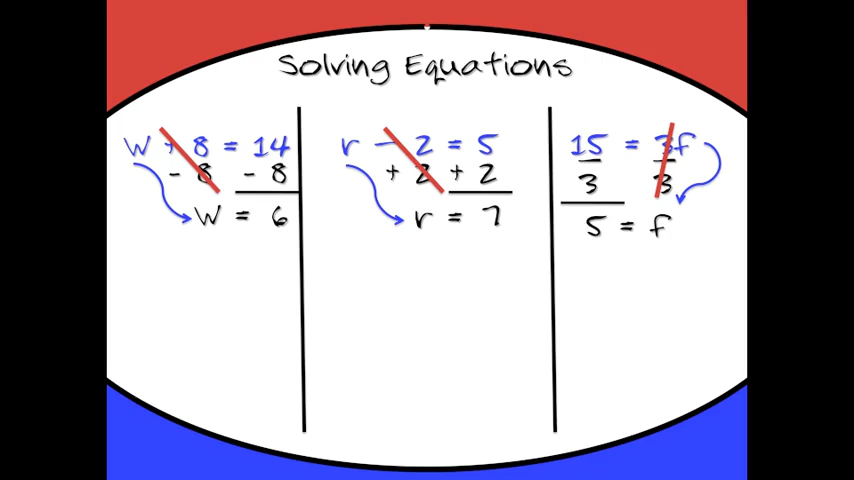 Solving Equations
W + 8 = 14
- 8 - 8
W = 6
r - 2 = 5
+ 2 + 2
r = 7
15 = 3f
3 3
5 = f